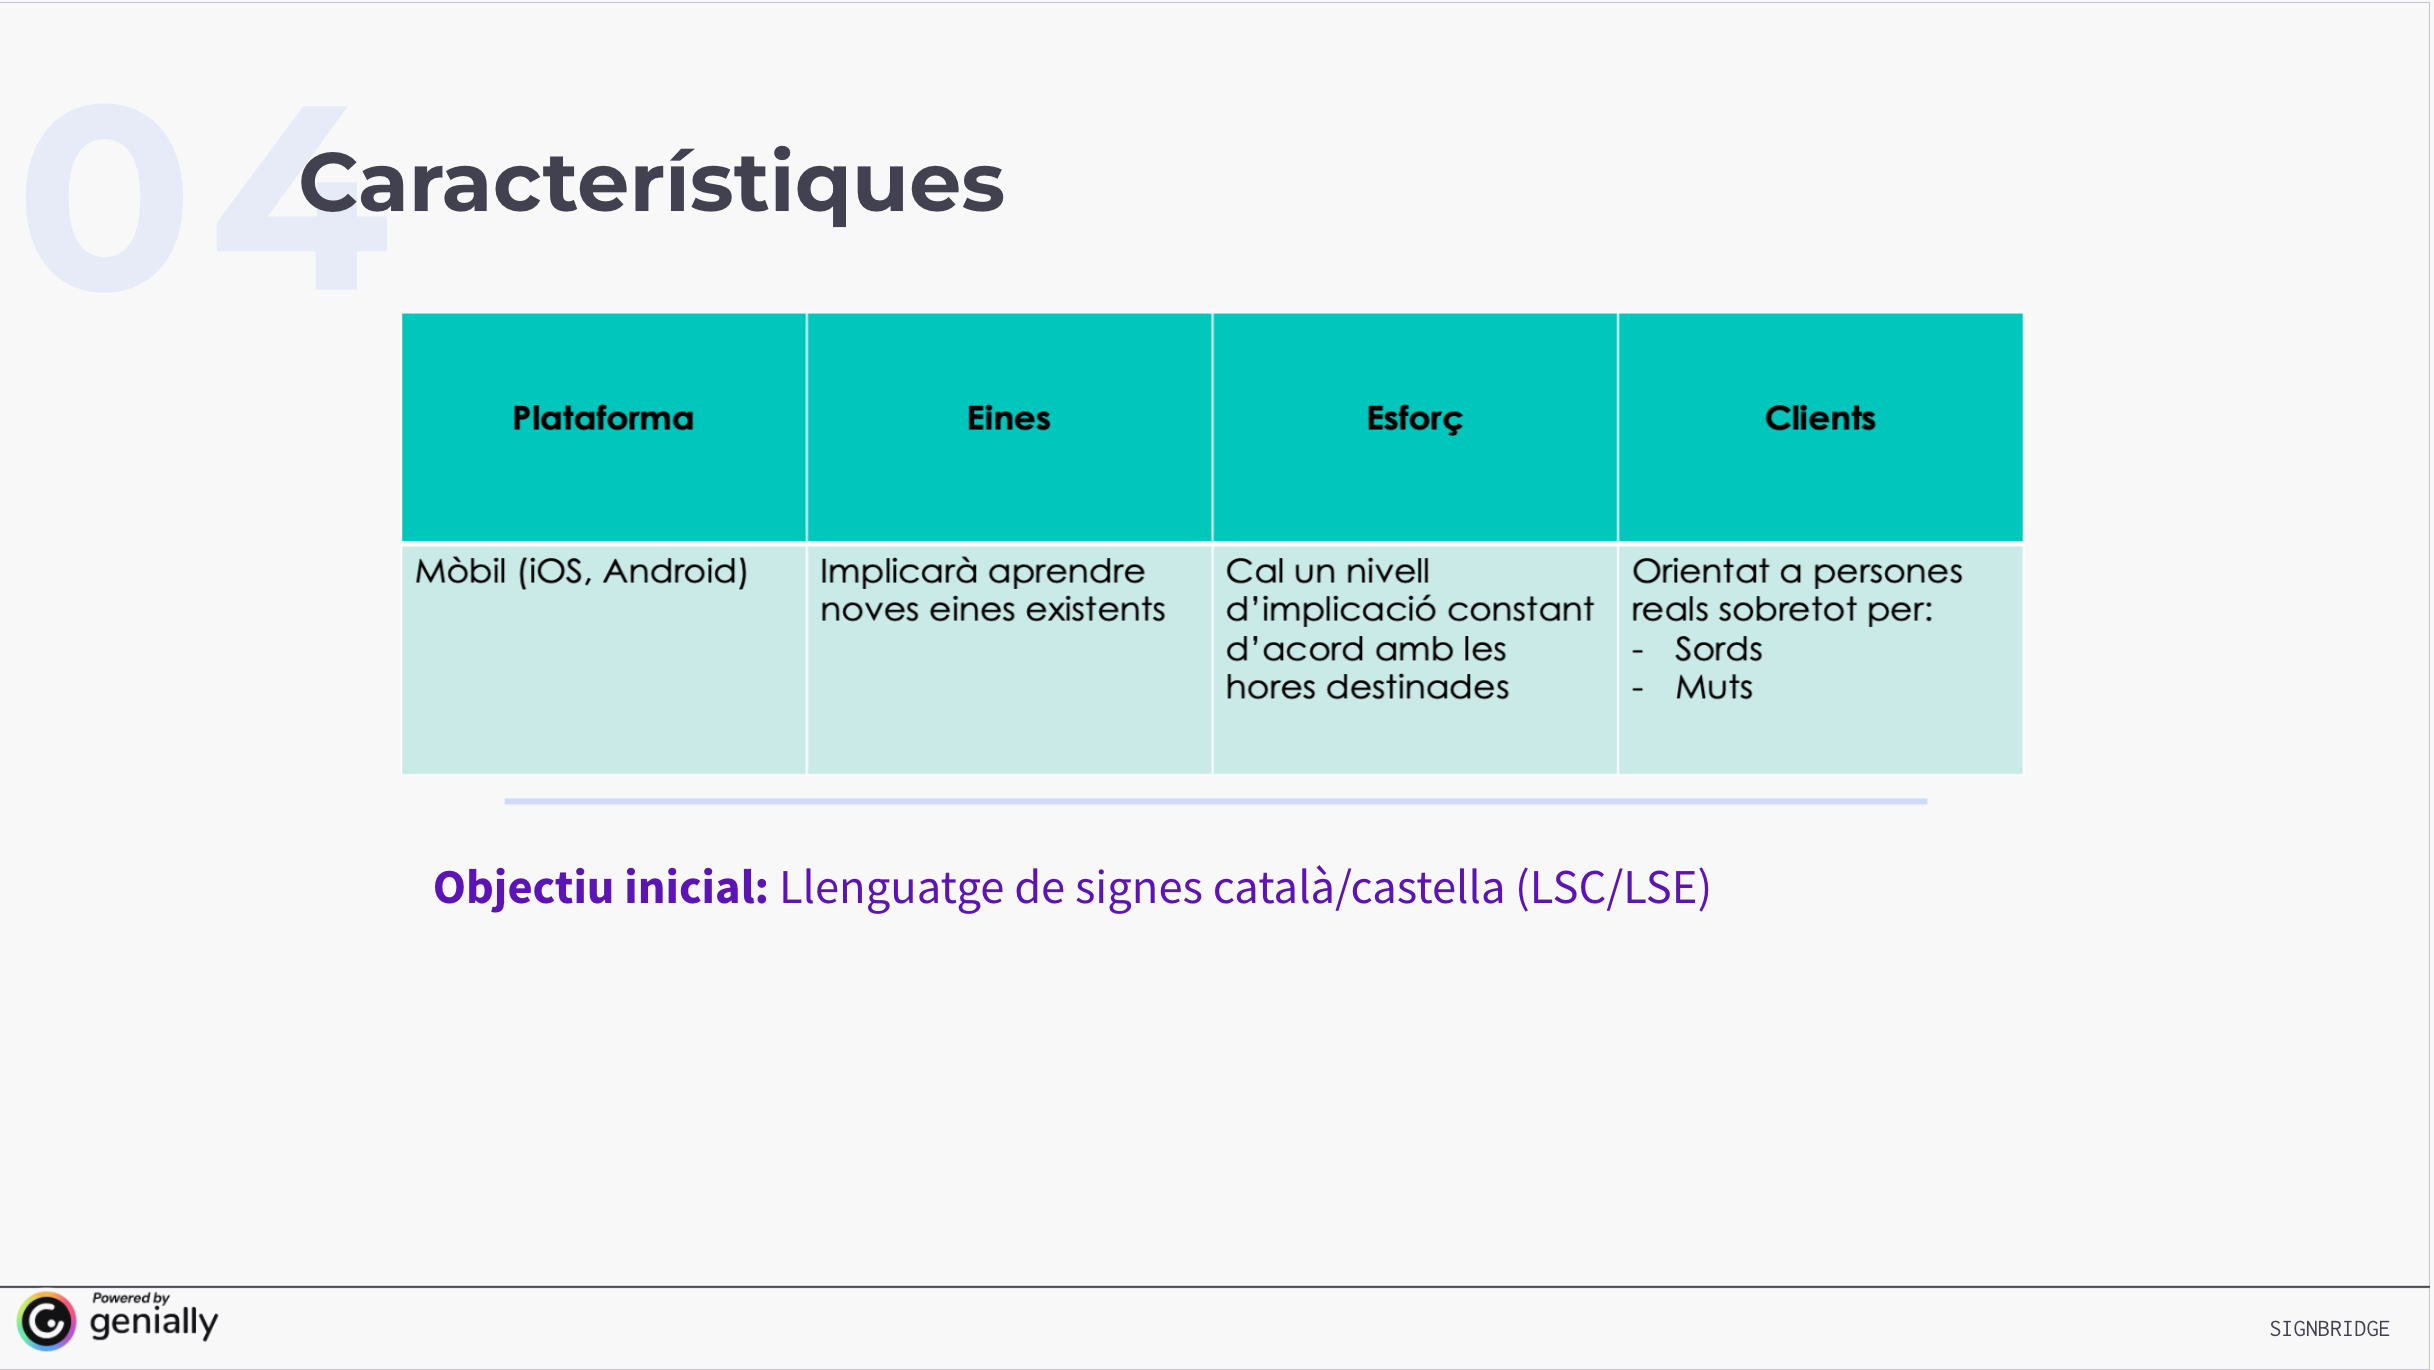 04
Característiques
Plataforma
Eines
Esforç
Clients
Mòbil (iOS, Android)
Implicarà aprendre
noves eines existents
Cal un nivell
d’implicació constant
d’acord amb les
hores destinades
Orientat a persones
reals sobretot per:
- Sords
- Muts
Objectiu inicial: Llenguatge de signes català/castella (LSC/LSE)
Powered by
genially
SIGNBRIDGE